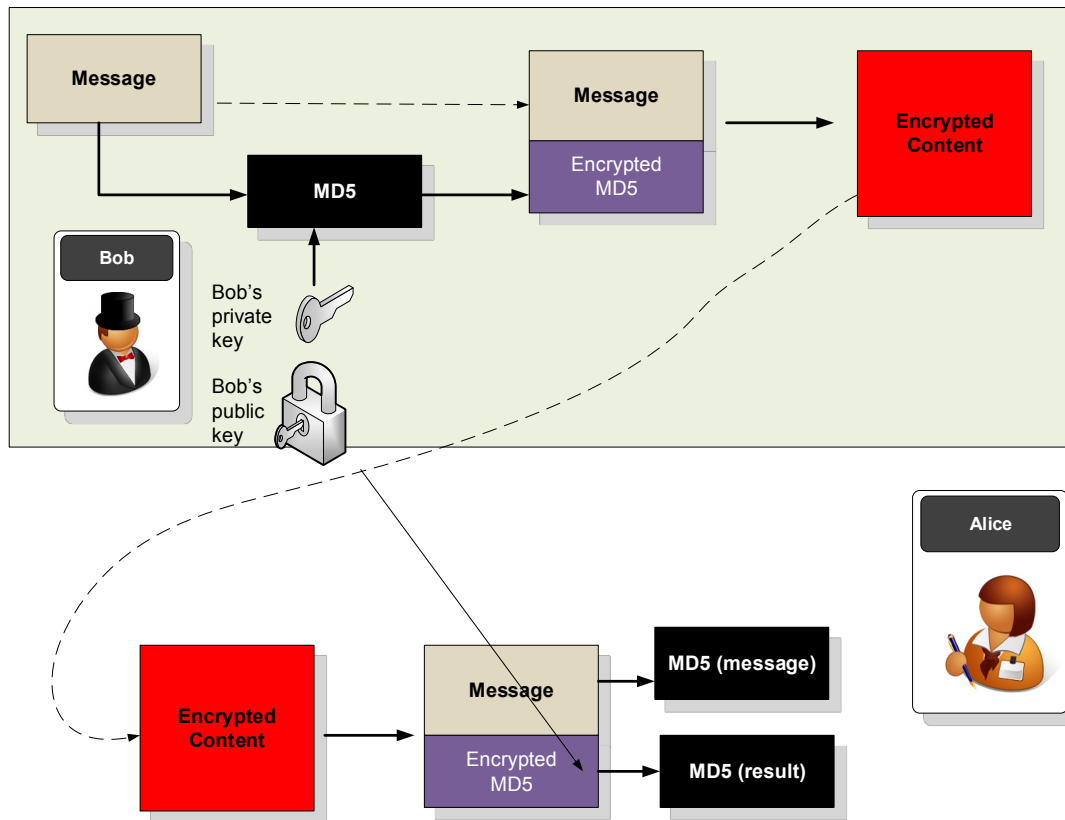 Message
Message
Encrypted
MD5
Encrypted
Content
MD5
Bob
Bob's
private
key
Bob's
public
key
Alice
Encrypted
Content
Message
Encrypted
MD5
MD5 (message)
MD5 (result)